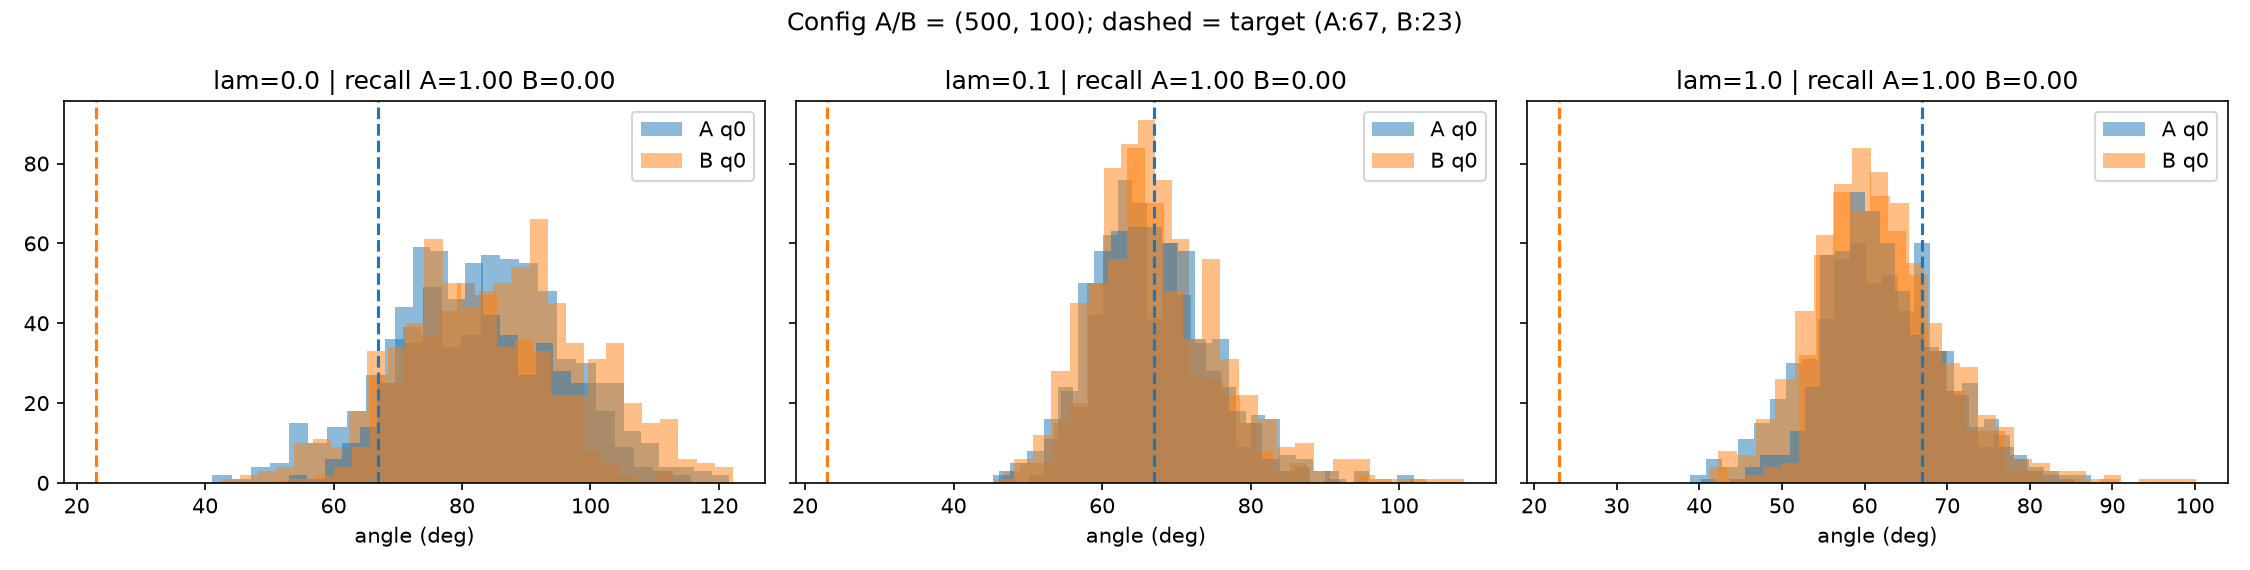 Config A/B = (500, 100); dashed = target (A:67, B:23)
lam=0.0 | recall A=1.00 B=0.00
A q0
B q0
0
20
40
60
80
20
40
60
80
100
120
angle (deg)
lam=0.1 | recall A=1.00 B=0.00
A q0
B q0
20
40
60
80
100
angle (deg)
lam=1.0 | recall A=1.00 B=0.00
A q0
B q0
20
30
40
50
60
70
80
90
100
angle (deg)